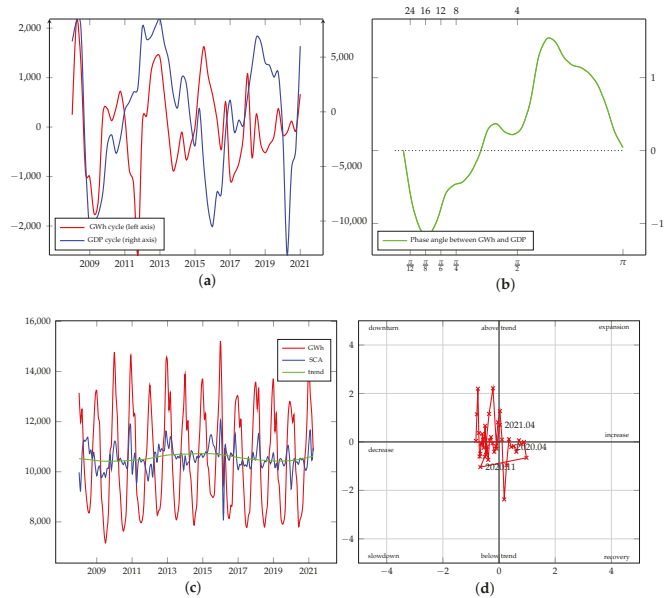 2,000
1,000
0
−1,000
−2,000
5,000
0
−5,000
−10,000
GWh cycle (left axis)
GDP cycle (right axis)
2009 2011 2013 2015 2017 2019 2021
(a)
24 16 12 8 4
1
0
−1
0
Phase angle between GWh and GDP
π/12 π/8 π/6 π/4 π/2 π
(b)
16,000
14,000
12,000
10,000
8,000
GWh
SCA
trend
2009 2011 2013 2015 2017 2019 2021
(c)
4
2
0
−2
−4
downturn above trend expansion
2021.04
increase
decrease
2020.04
2020.11
slowdown below trend recovery
−4 −2 0 2 4
(d)